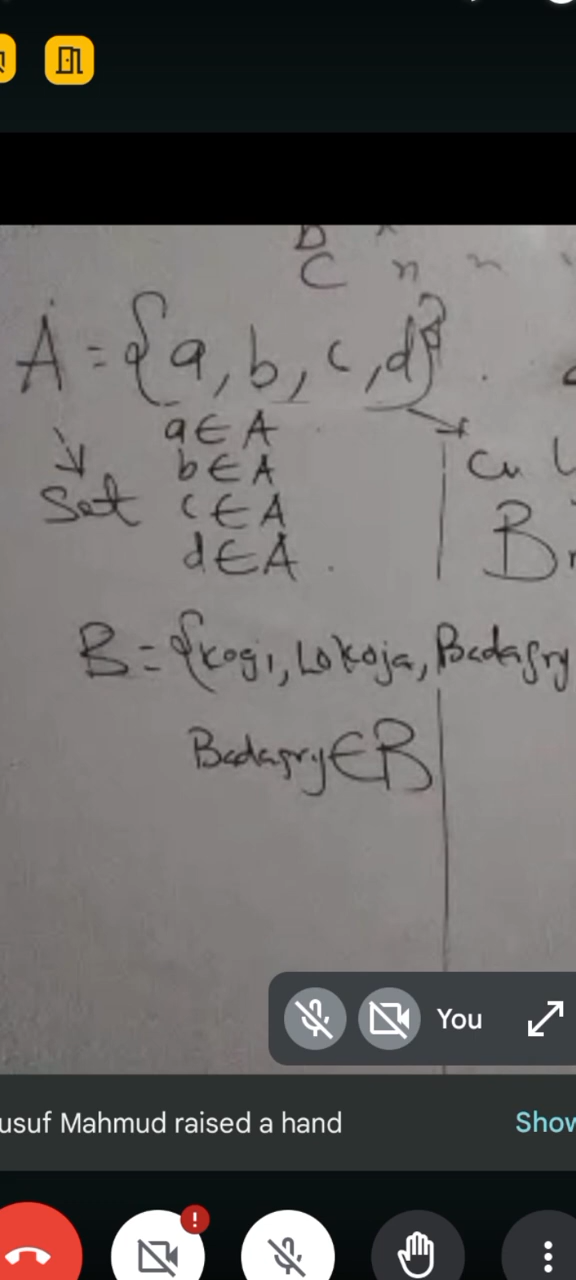 C
A = {a, b, c, d}
a ∈ A
b ∈ A
Set c ∈ A
d ∈ A
B
B = {Kogi, Lokoja, Badagry
Badagry ∈ B
You
usuf Mahmud raised a hand
Show